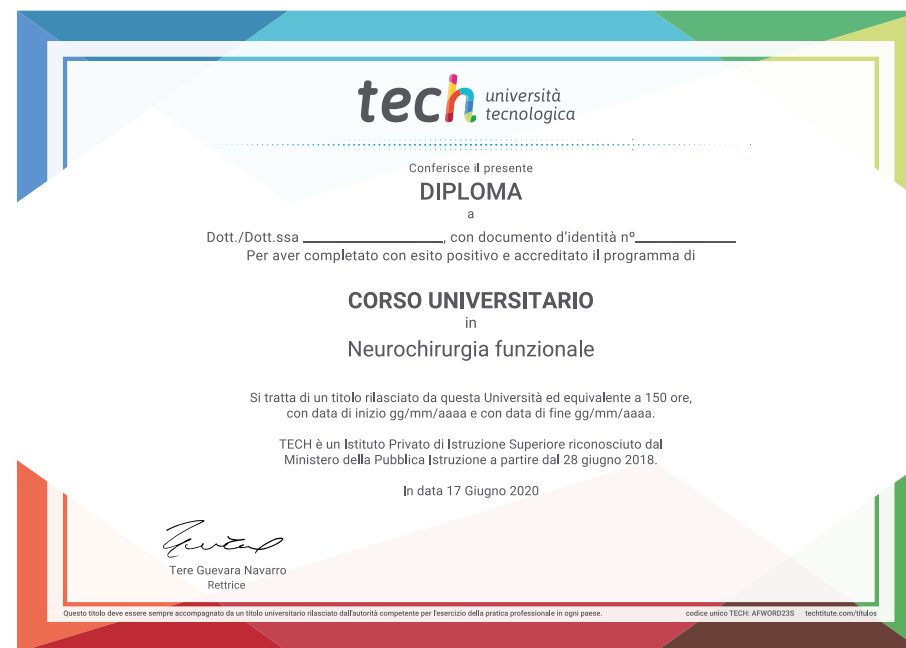 tech università
tecnologica
Conferisce il presente
DIPLOMA
a
Dott./Dott.ssa ____________, con documento d'identità nº__________
Per aver completato con esito positivo e accreditato il programma di
CORSO UNIVERSITARIO
in
Neurochirurgia funzionale
Si tratta di un titolo rilasciato da questa Università ed equivalente a 150 ore,
con data di inizio gg/mm/aaaa e con data di fine gg/mm/aaaa.
TECH è un Istituto Privato di Istruzione Superiore riconosciuto dal
Ministero della Pubblica Istruzione a partire dal 28 giugno 2018.
In data 17 Giugno 2020
Tere Guevara Navarro
Rettrice
Questo titolo deve essere sempre accompagnato da un titolo universitario rilasciato dall'autorità competente per l'esercizio della pratica professionale in ogni paese. codice unico TECH: AFWORD23S techtitute.com/títulos